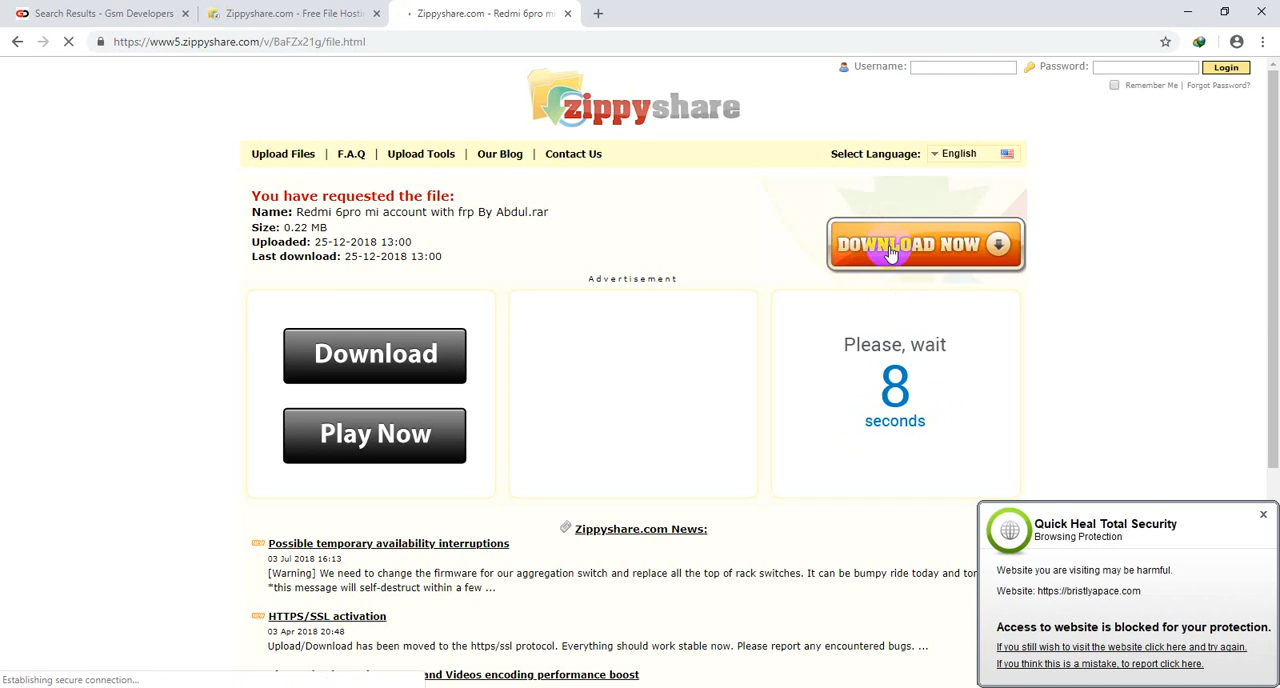 Search Results - Gsm Developers
Zippyshare.com - Free File Hosti
Zippyshare.com - Redmi 6pro mi
https://www5.zippyshare.com/v/BaFZx21g/file.html
Username:
Password:
Login
Remember Me | Forgot Password?
zippyshare
Upload Files | F.A.Q | Upload Tools | Our Blog | Contact Us
Select Language: English
You have requested the file:
Name: Redmi 6pro mi account with frp By Abdul.rar
Size: 0.22 MB
Uploaded: 25-12-2018 13:00
Last download: 25-12-2018 13:00
DOWNLOAD NOW
Advertisement
Download
Play Now
Please, wait
8
seconds
Zippyshare.com News:
Possible temporary availability interruptions
03 Jul 2018 16:13
[Warning] We need to change the firmware for our aggregation switch and replace all the top of rack switches. It can be bumpy ride today and tor
*this message will self-destruct within a few ...
HTTPS/SSL activation
03 Apr 2018 20:48
Upload/Download has been moved to the https/ssl protocol. Everything should work stable now. Please report any encountered bugs. ...
and Videos encoding performance boost
Establishing secure connection...
Quick Heal Total Security
Browsing Protection
Website you are visiting may be harmful.
Website: https://bristlyapace.com
Access to website is blocked for your protection.
If you still wish to visit the website click here and try again.
If you think this is a mistake, to report click here.